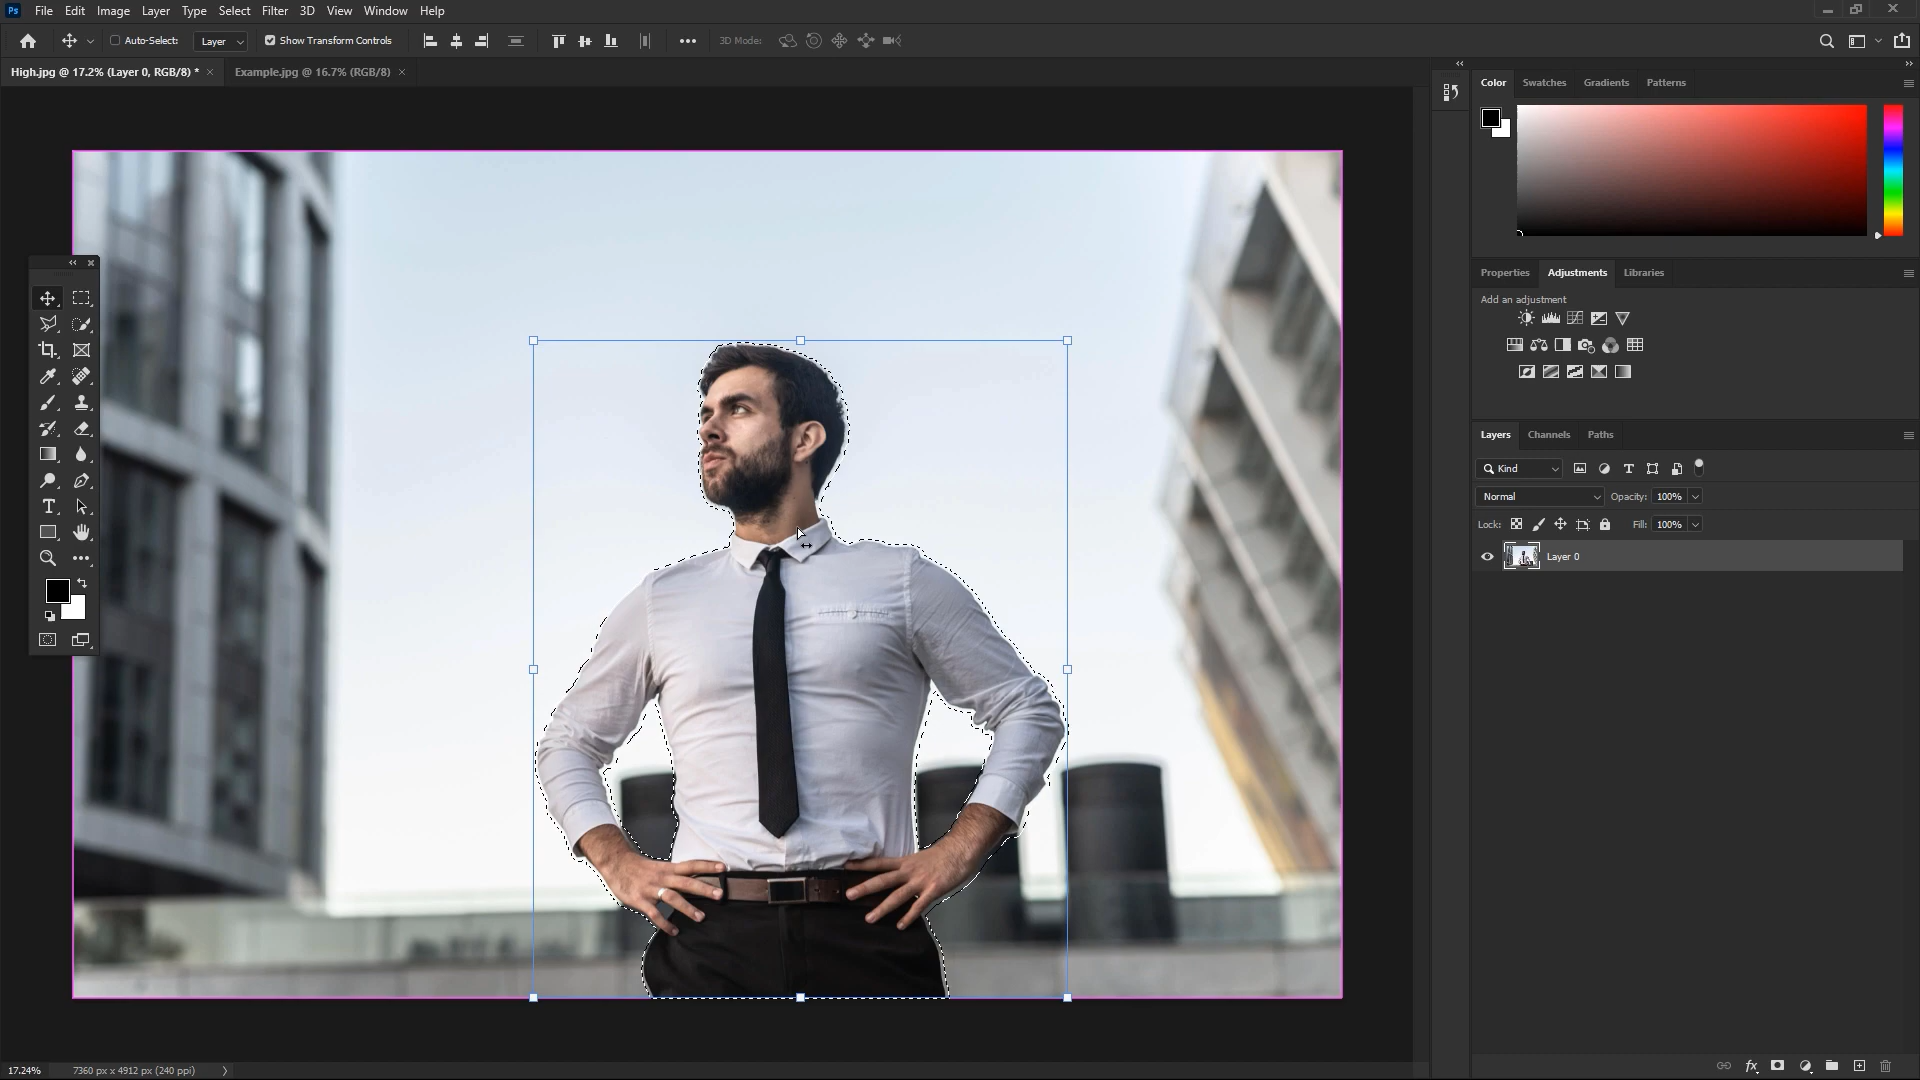 Ps File Edit Image Layer Type Select Filter 3D View Window Help
Auto-Select: Layer Show Transform Controls 3D Mode:
High.jpg @ 17.2% (Layer 0, RGB/8) * × Example.jpg @ 16.7% (RGB/8) ×
Color Swatches Gradients Patterns
Properties Adjustments Libraries
Add an adjustment
Layers Channels Paths
Kind
Normal Opacity: 100%
Lock: Fill: 100%
Layer 0
17.24% 7360 px x 4912 px (240 ppi)